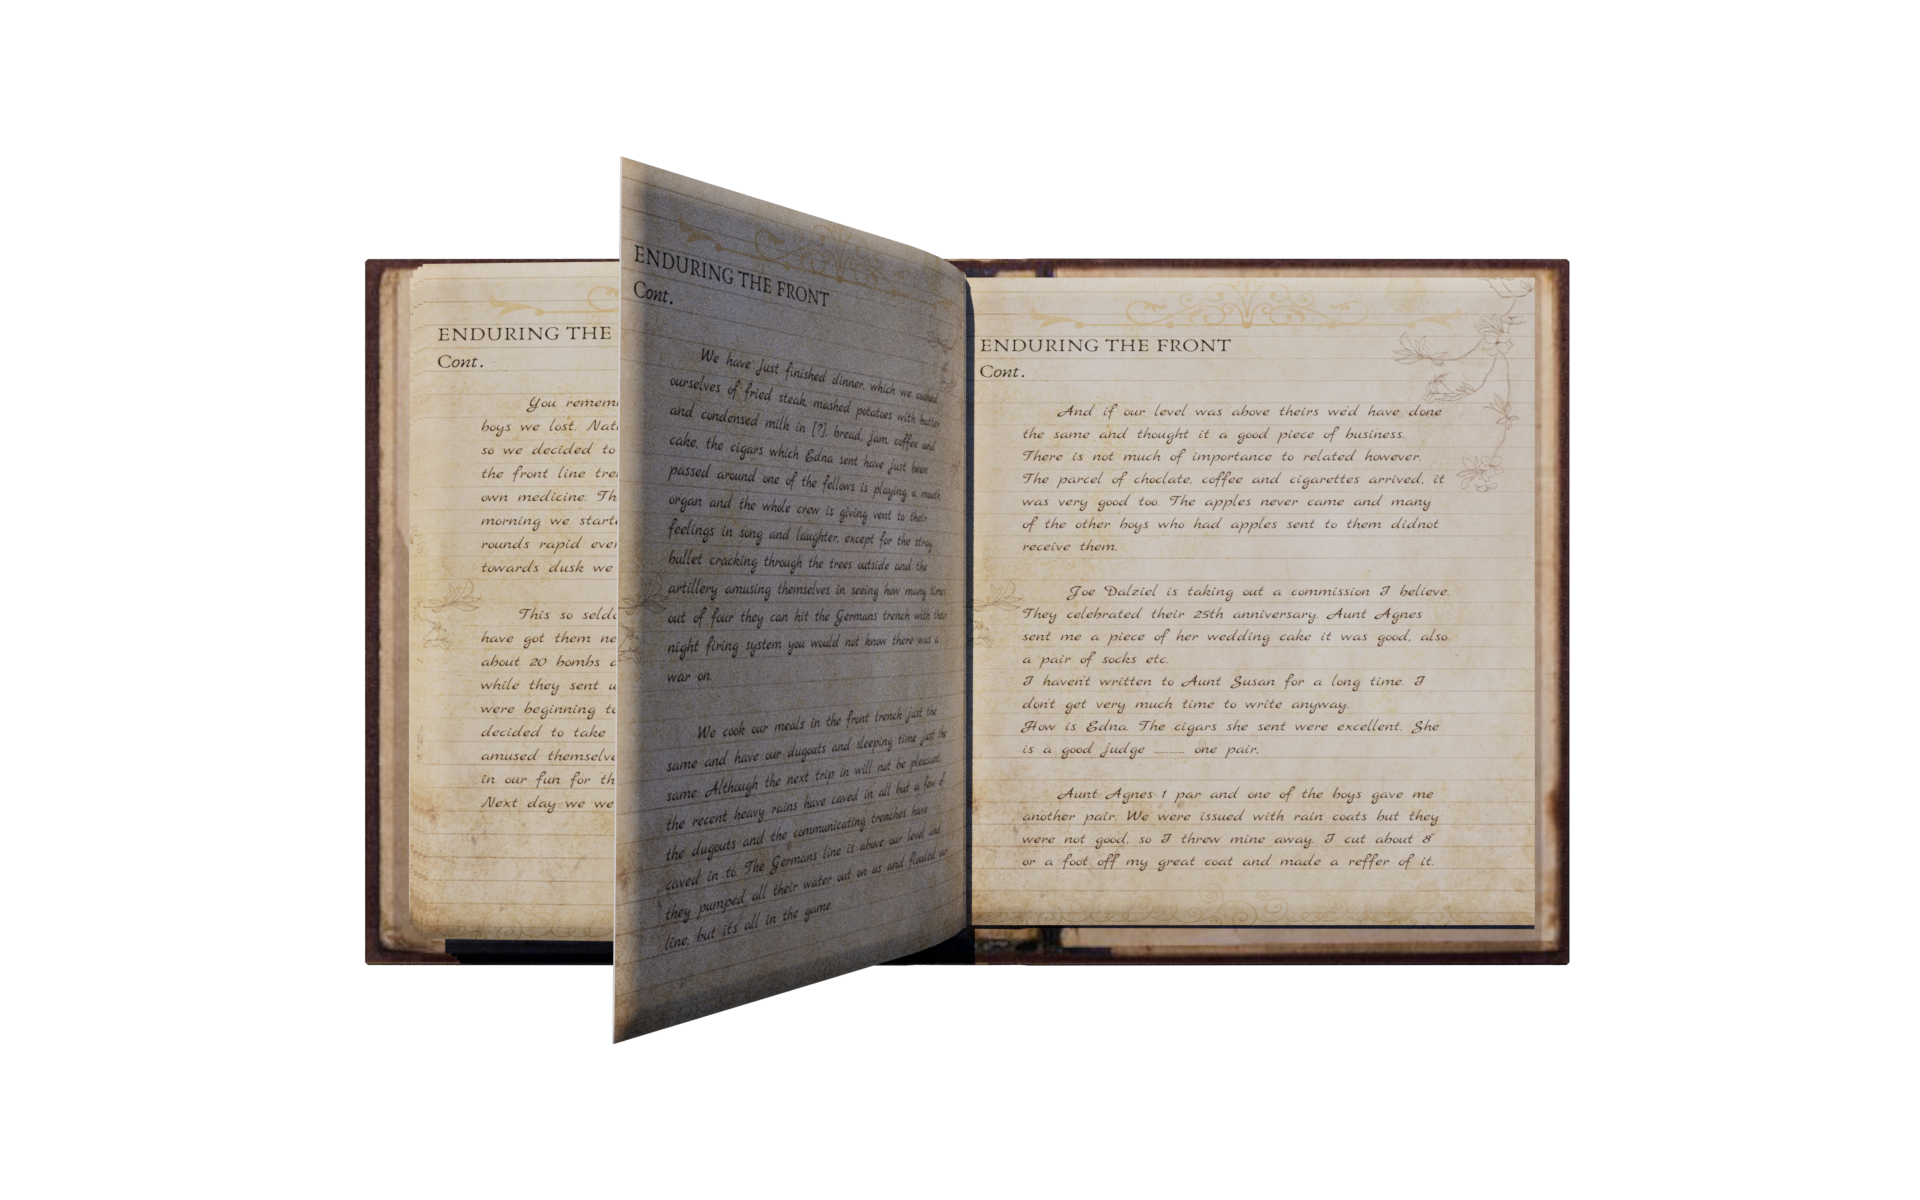 ENDURING THE
Cont.
You remem
boys we lost. Nat
so we decided to
the front line tre
own medicine. Th
morning we start
rounds rapid ever
towards dusk we
This so seld
have got them ne
about 20 bombs
while they sent
were beginning t
decided to take
amused themselve
in our fun for th
Next day we we
ENDURING THE FRONT
Cont.
We have just finished dinner, which we cooked
ourselves of fried steak, mashed potatoes with butter
and condensed milk in [?], bread, jam, coffee and
cake, the cigars which Edna sent have just been
passed around one of the fellows is playing a mouth
organ and the whole crew is giving vent to their
feelings in song and laughter, except for the stray
bullet cracking through the trees outside and the
artillery amusing themselves in seeing how many times
out of four they can hit the Germans trench with their
night firing system you would not know there was a
war on.
We cook our meals in the front trench just the
same and have our dugouts and sleeping time just the
same. Although the next trip in will not be pleasant,
the recent heavy rains have caved in all but a few of
the dugouts and the communicating trenches have
caved in to. The Germans line is above our level and
they pumped all their water out on us and flooded our
line, but it's all in the game.
ENDURING THE FRONT
Cont.
And if our level was above theirs we'd have done
the same and thought it a good piece of business.
There is not much of importance to related however.
The parcel of choclate, coffee and cigarettes arrived, it
was very good too. The apples never came and many
of the other boys who had apples sent to them didnot
receive them.
Joe Dalziel is taking out a commission I believe.
They celebrated their 25th anniversary. Aunt Agnes
sent me a piece of her wedding cake it was good, also
a pair of socks etc.
I haven't written to Aunt Susan for a long time. I
don't get very much time to write anyway.
How is Edna. The cigars she sent were excellent. She
is a good judge .......... one pair,
Aunt Agnes 1 par and one of the boys gave me
another pair. We were issued with rain coats but they
were not good, so I threw mine away. I cut about 8"
or a foot off my great coat and made a reffer of it.